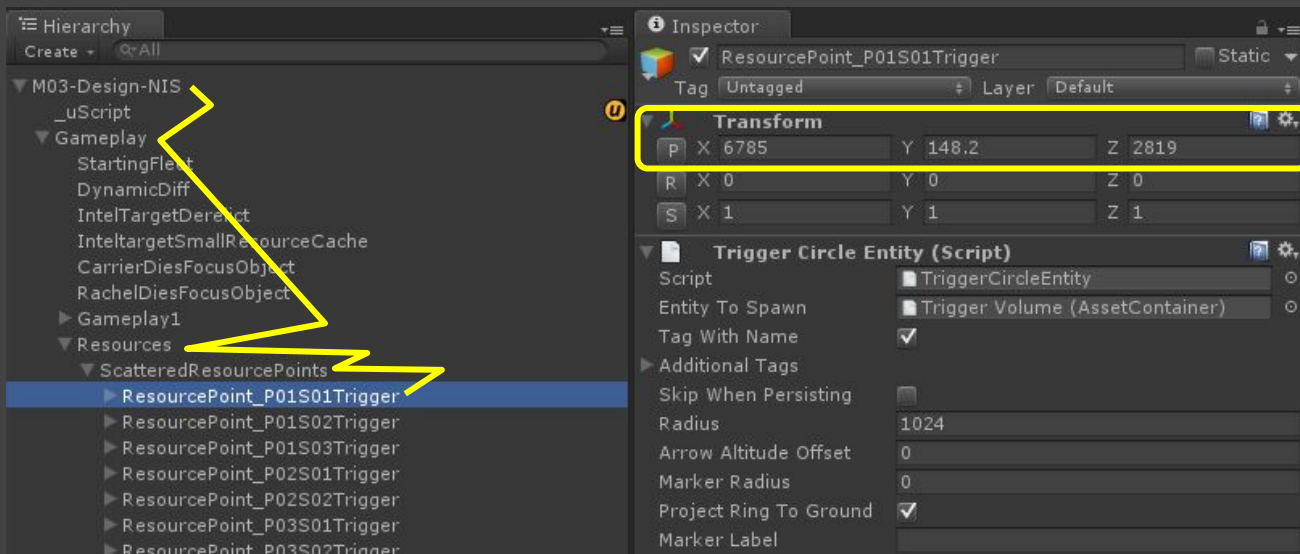 Hierarchy
Create
All
M03-Design-NIS
_uScript
Gameplay
StartingFleet
DynamicDiff
IntelTargetDerelict
InteltargetSmallResourceCache
CarrierDiesFocusObject
RachelDiesFocusObject
Gameplay1
Resources
ScatteredResourcePoints
ResourcePoint_P01S01Trigger
ResourcePoint_P01S02Trigger
ResourcePoint_P01S03Trigger
ResourcePoint_P02S01Trigger
ResourcePoint_P02S02Trigger
ResourcePoint_P03S01Trigger
ResourcePoint_P03S02Trigger
Inspector
ResourcePoint_P01S01Trigger Static
Tag Untagged Layer Default
Transform
P X 6785 Y 148.2 Z 2819
R X 0 Y 0 Z 0
S X 1 Y 1 Z 1
Trigger Circle Entity (Script)
Script TriggerCircleEntity
Entity To Spawn Trigger Volume (AssetContainer)
Tag With Name
Additional Tags
Skip When Persisting
Radius 1024
Arrow Altitude Offset 0
Marker Radius 0
Project Ring To Ground
Marker Label